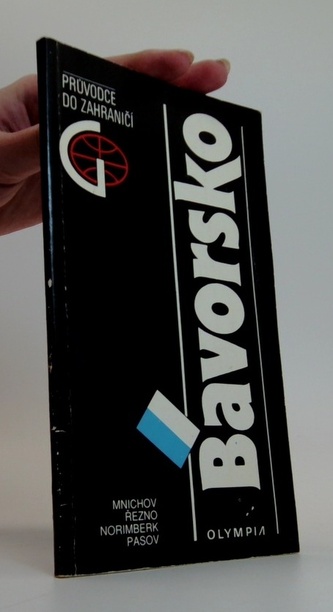 PRŮVODCE
DO ZAHRANIČÍ
Bavorsko
MNICHOV
ŘEZNO
NORIMBERK
PASOV
OLYMPIA